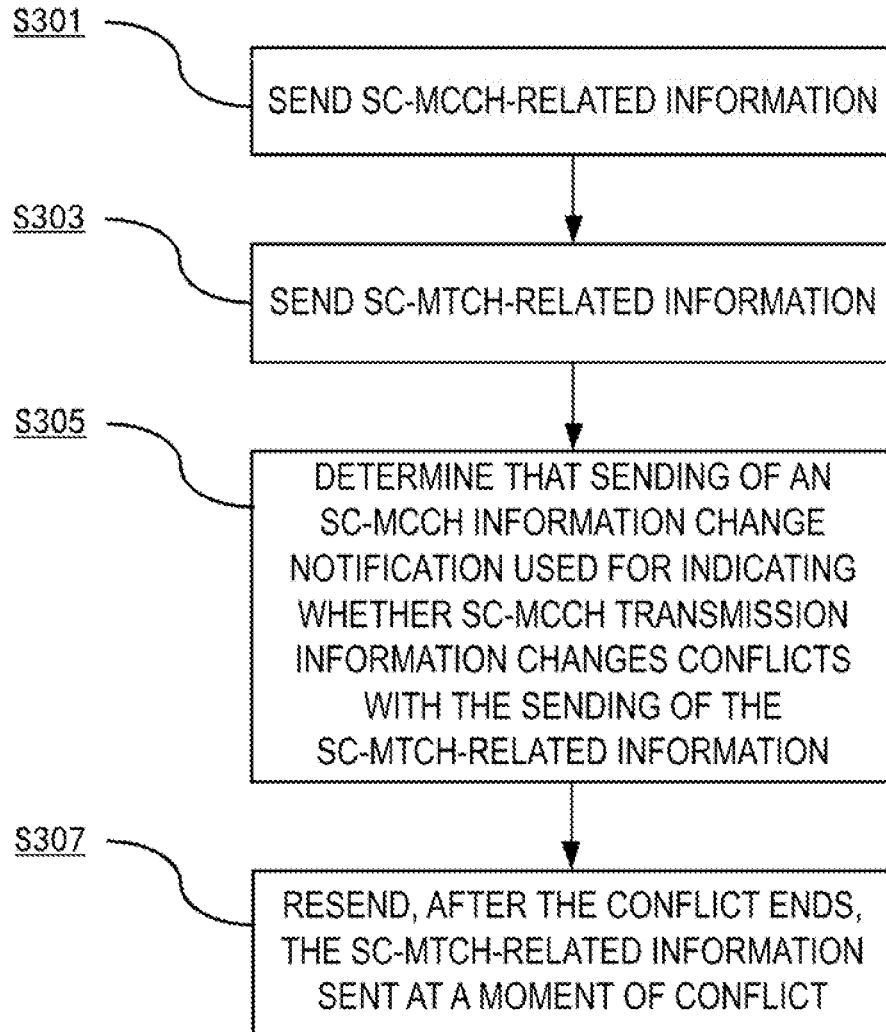 S301
SEND SC-MCCH-RELATED INFORMATION
S303
SEND SC-MTCH-RELATED INFORMATION
S305
DETERMINE THAT SENDING OF AN
SC-MCCH INFORMATION CHANGE
NOTIFICATION USED FOR INDICATING
WHETHER SC-MCCH TRANSMISSION
INFORMATION CHANGES CONFLICTS
WITH THE SENDING OF THE
SC-MTCH-RELATED INFORMATION
S307
RESEND, AFTER THE CONFLICT ENDS,
THE SC-MTCH-RELATED INFORMATION
SENT AT A MOMENT OF CONFLICT